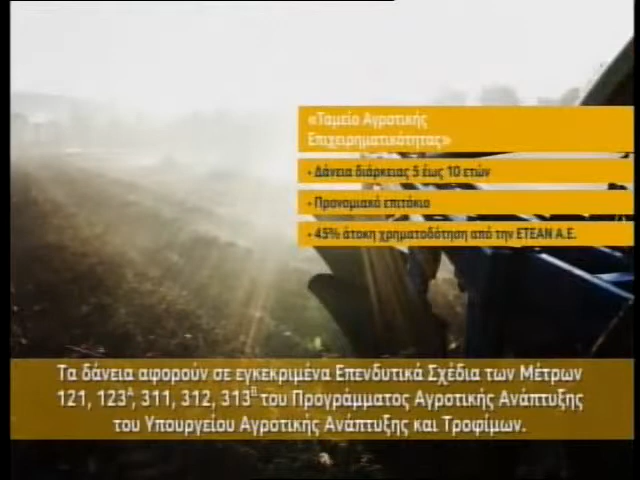 «Ταμείο Αγροτικής
Επιχειρηματικότητας»
• Δάνεια διάρκειας 5 έως 10 ετών
• Προνομιακό επιτόκιο
• 45% άτοκη χρηματοδότηση από την ΕΤΕΑΝ Α.Ε.
Τα δάνεια αφορούν σε εγκεκριμένα Επενδυτικά Σχέδια των Μέτρων
121, 123Α, 311, 312, 313Β του Προγράμματος Αγροτικής Ανάπτυξης
του Υπουργείου Αγροτικής Ανάπτυξης και Τροφίμων.